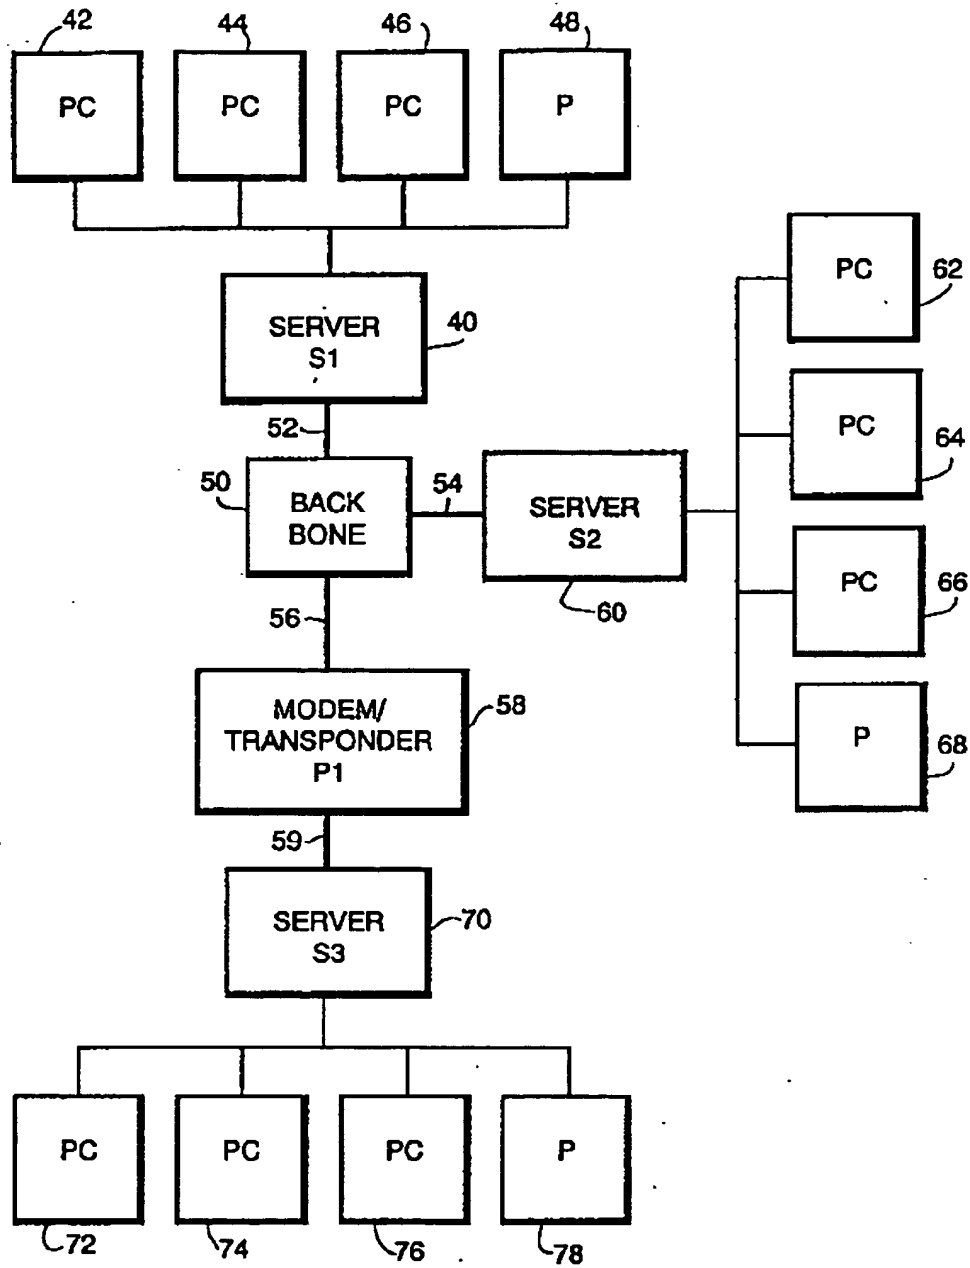 42
44
46
48
PC
PC
PC
P
SERVER
S1
40
52
50
BACK
BONE
54
SERVER
S2
60
PC
62
PC
64
PC
66
P
68
56
MODEM/
TRANSPONDER
P1
58
59
SERVER
S3
70
PC
PC
PC
P
72
74
76
78